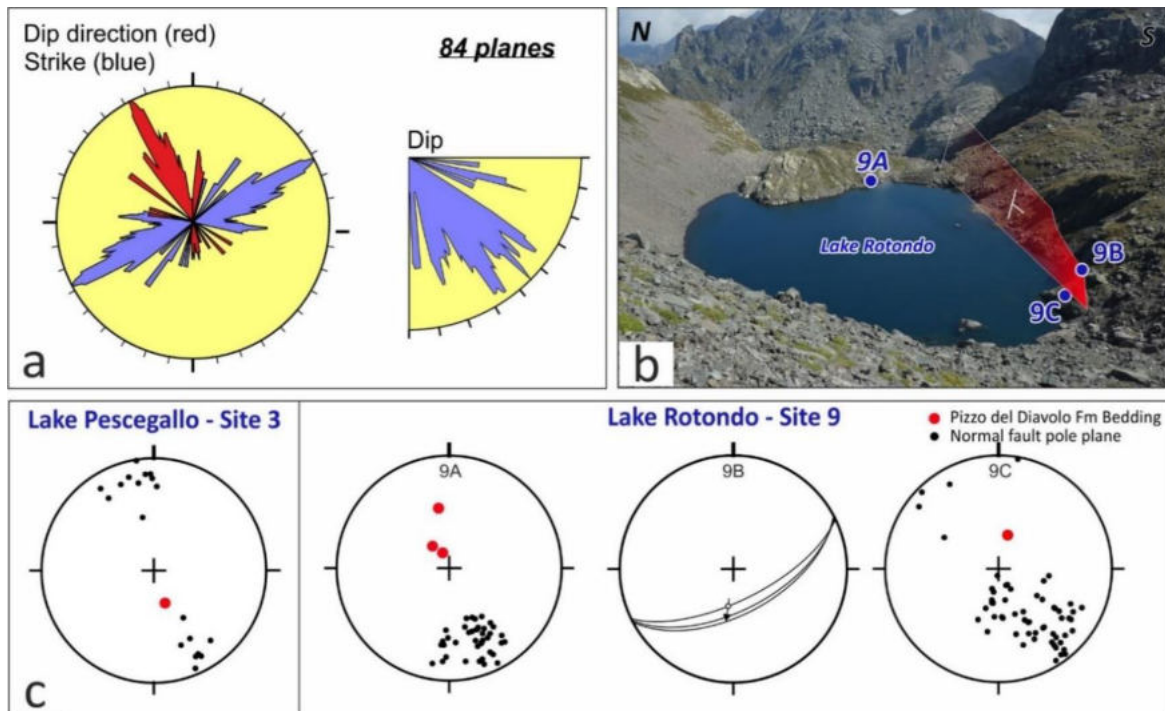 Dip direction (red)
Strike (blue)
84 planes
Dip
a
N
S
9A
Lake Rotondo
9B
9C
b
Lake Pescegallo - Site 3
Lake Rotondo - Site 9
Pizzo del Diavolo Fm Bedding
Normal fault pole plane
9A
9B
9C
c